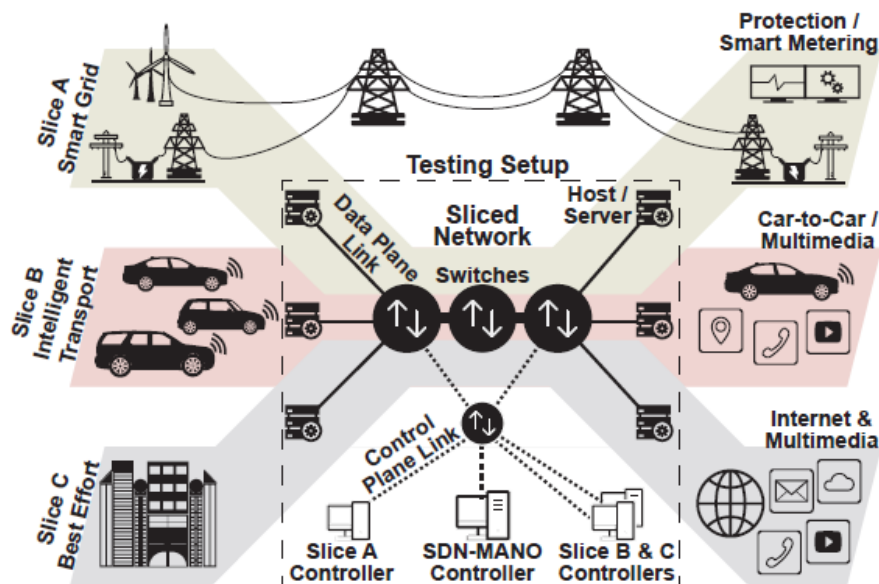 Protection /
Smart Metering
Slice A
Smart Grid
Testing Setup
Data Plane
Link
Sliced
Network
Host /
Server
Switches
Slice B
Intelligent
Transport
Car-to-Car /
Multimedia
Control
Plane Link
Slice C
Best Effort
Internet &
Multimedia
Slice A
Controller
SDN-MANO
Controller
Slice B & C
Controllers